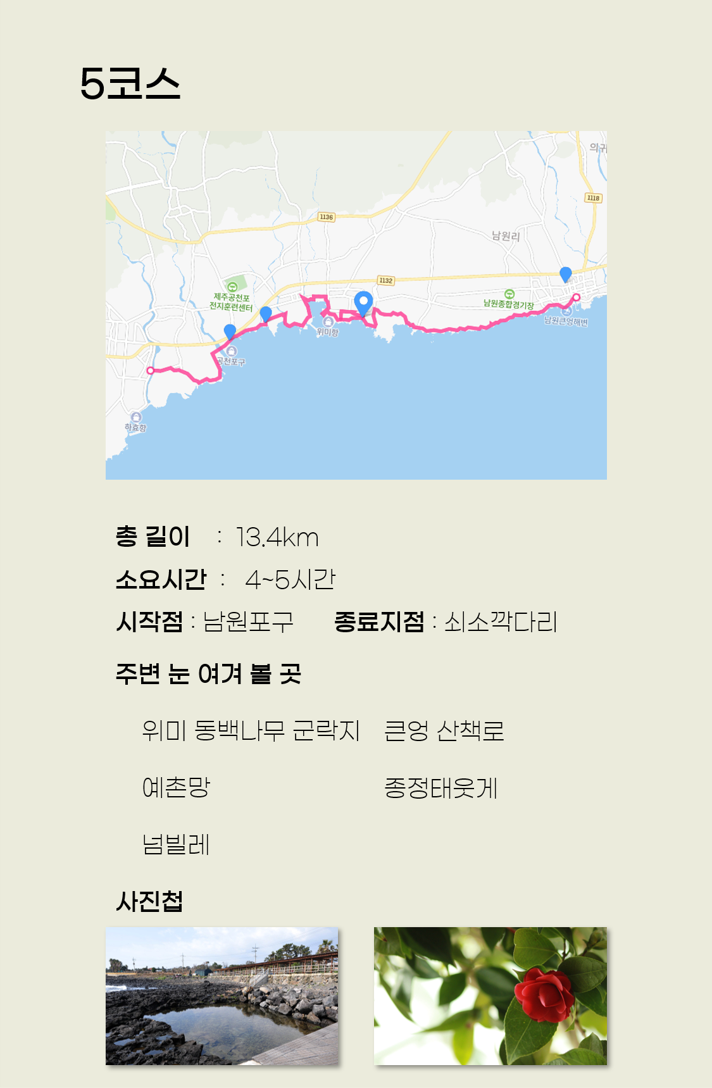 5코스
의귀
1118
1136
남원리
1132
제주공천포
전지훈련센터
남원종합경기장
위미항
남원큰엉해변
공천포구
하효항
총 길이 : 13.4km
소요시간 : 4~5시간
시작점 : 남원포구 종료지점 : 쇠소깍다리
주변 눈 여겨 볼 곳
위미 동백나무 군락지 큰엉 산책로
예촌망 종정태웃게
넘빌레
사진첩